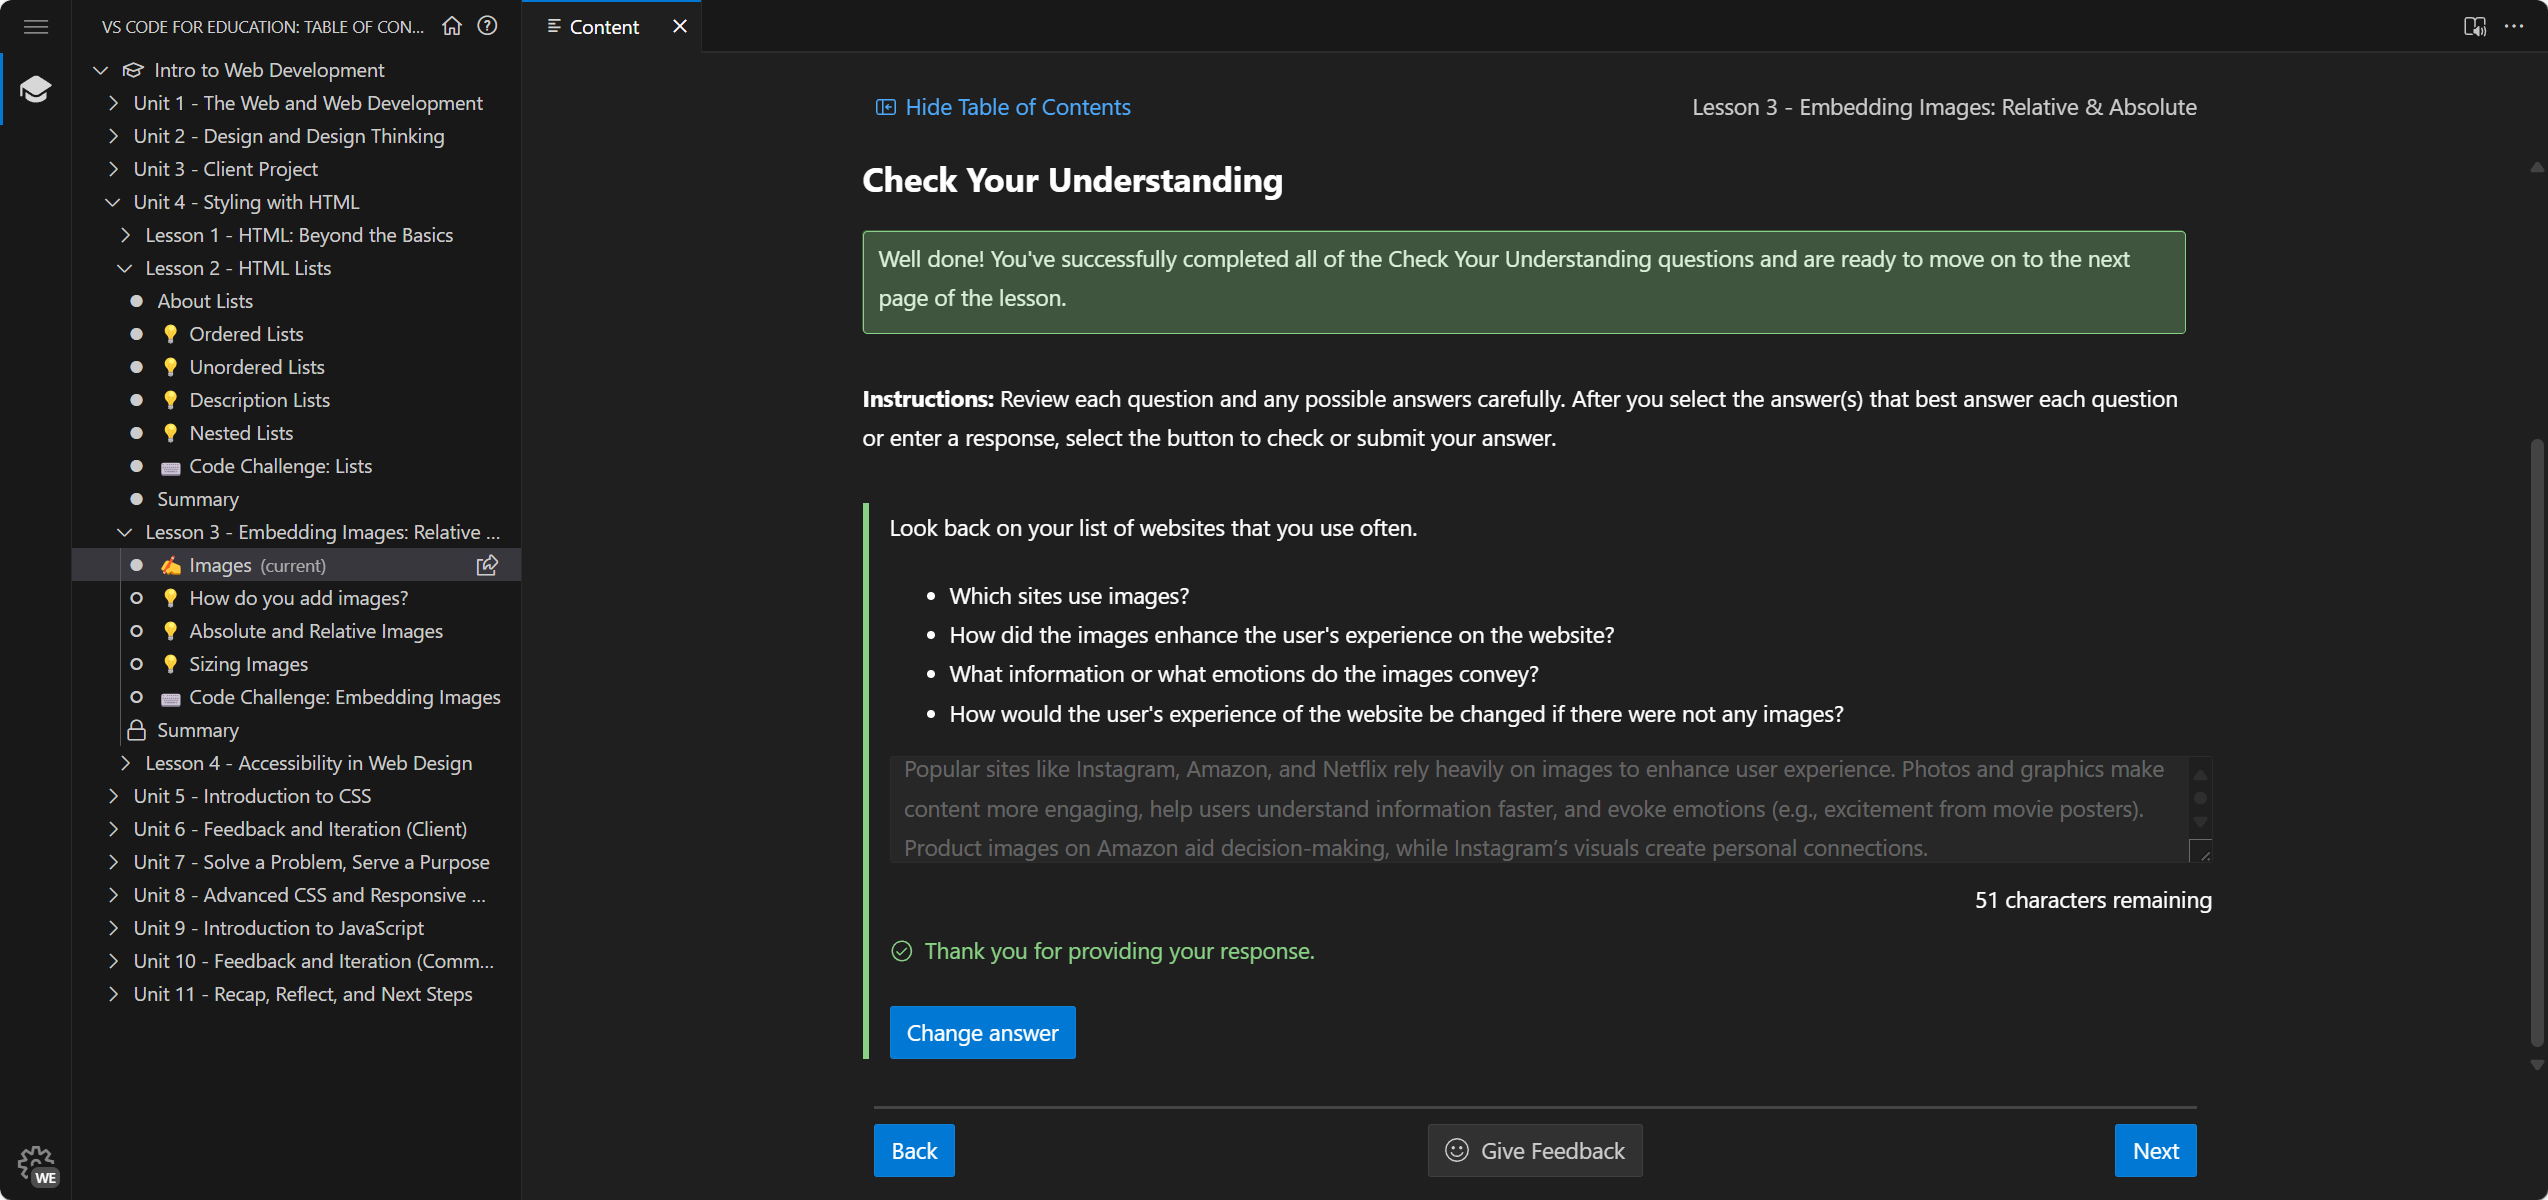 VS CODE FOR EDUCATION: TABLE OF CON...
Intro to Web Development
Unit 1 - The Web and Web Development
Unit 2 - Design and Design Thinking
Unit 3 - Client Project
Unit 4 - Styling with HTML
Lesson 1 - HTML: Beyond the Basics
Lesson 2 - HTML Lists
About Lists
Ordered Lists
Unordered Lists
Description Lists
Nested Lists
Code Challenge: Lists
Summary
Lesson 3 - Embedding Images: Relative ...
Images (current)
How do you add images?
Absolute and Relative Images
Sizing Images
Code Challenge: Embedding Images
Summary
Lesson 4 - Accessibility in Web Design
Unit 5 - Introduction to CSS
Unit 6 - Feedback and Iteration (Client)
Unit 7 - Solve a Problem, Serve a Purpose
Unit 8 - Advanced CSS and Responsive ...
Unit 9 - Introduction to JavaScript
Unit 10 - Feedback and Iteration (Comm...
Unit 11 - Recap, Reflect, and Next Steps
WE
Content
Hide Table of Contents
Lesson 3 - Embedding Images: Relative & Absolute
Check Your Understanding
Well done! You've successfully completed all of the Check Your Understanding questions and are ready to move on to the next
page of the lesson.
Instructions: Review each question and any possible answers carefully. After you select the answer(s) that best answer each question
or enter a response, select the button to check or submit your answer.
Look back on your list of websites that you use often.
• Which sites use images?
• How did the images enhance the user's experience on the website?
• What information or what emotions do the images convey?
• How would the user's experience of the website be changed if there were not any images?
Popular sites like Instagram, Amazon, and Netflix rely heavily on images to enhance user experience. Photos and graphics make
content more engaging, help users understand information faster, and evoke emotions (e.g., excitement from movie posters).
Product images on Amazon aid decision-making, while Instagram’s visuals create personal connections.
51 characters remaining
Thank you for providing your response.
Change answer
Back
Give Feedback
Next